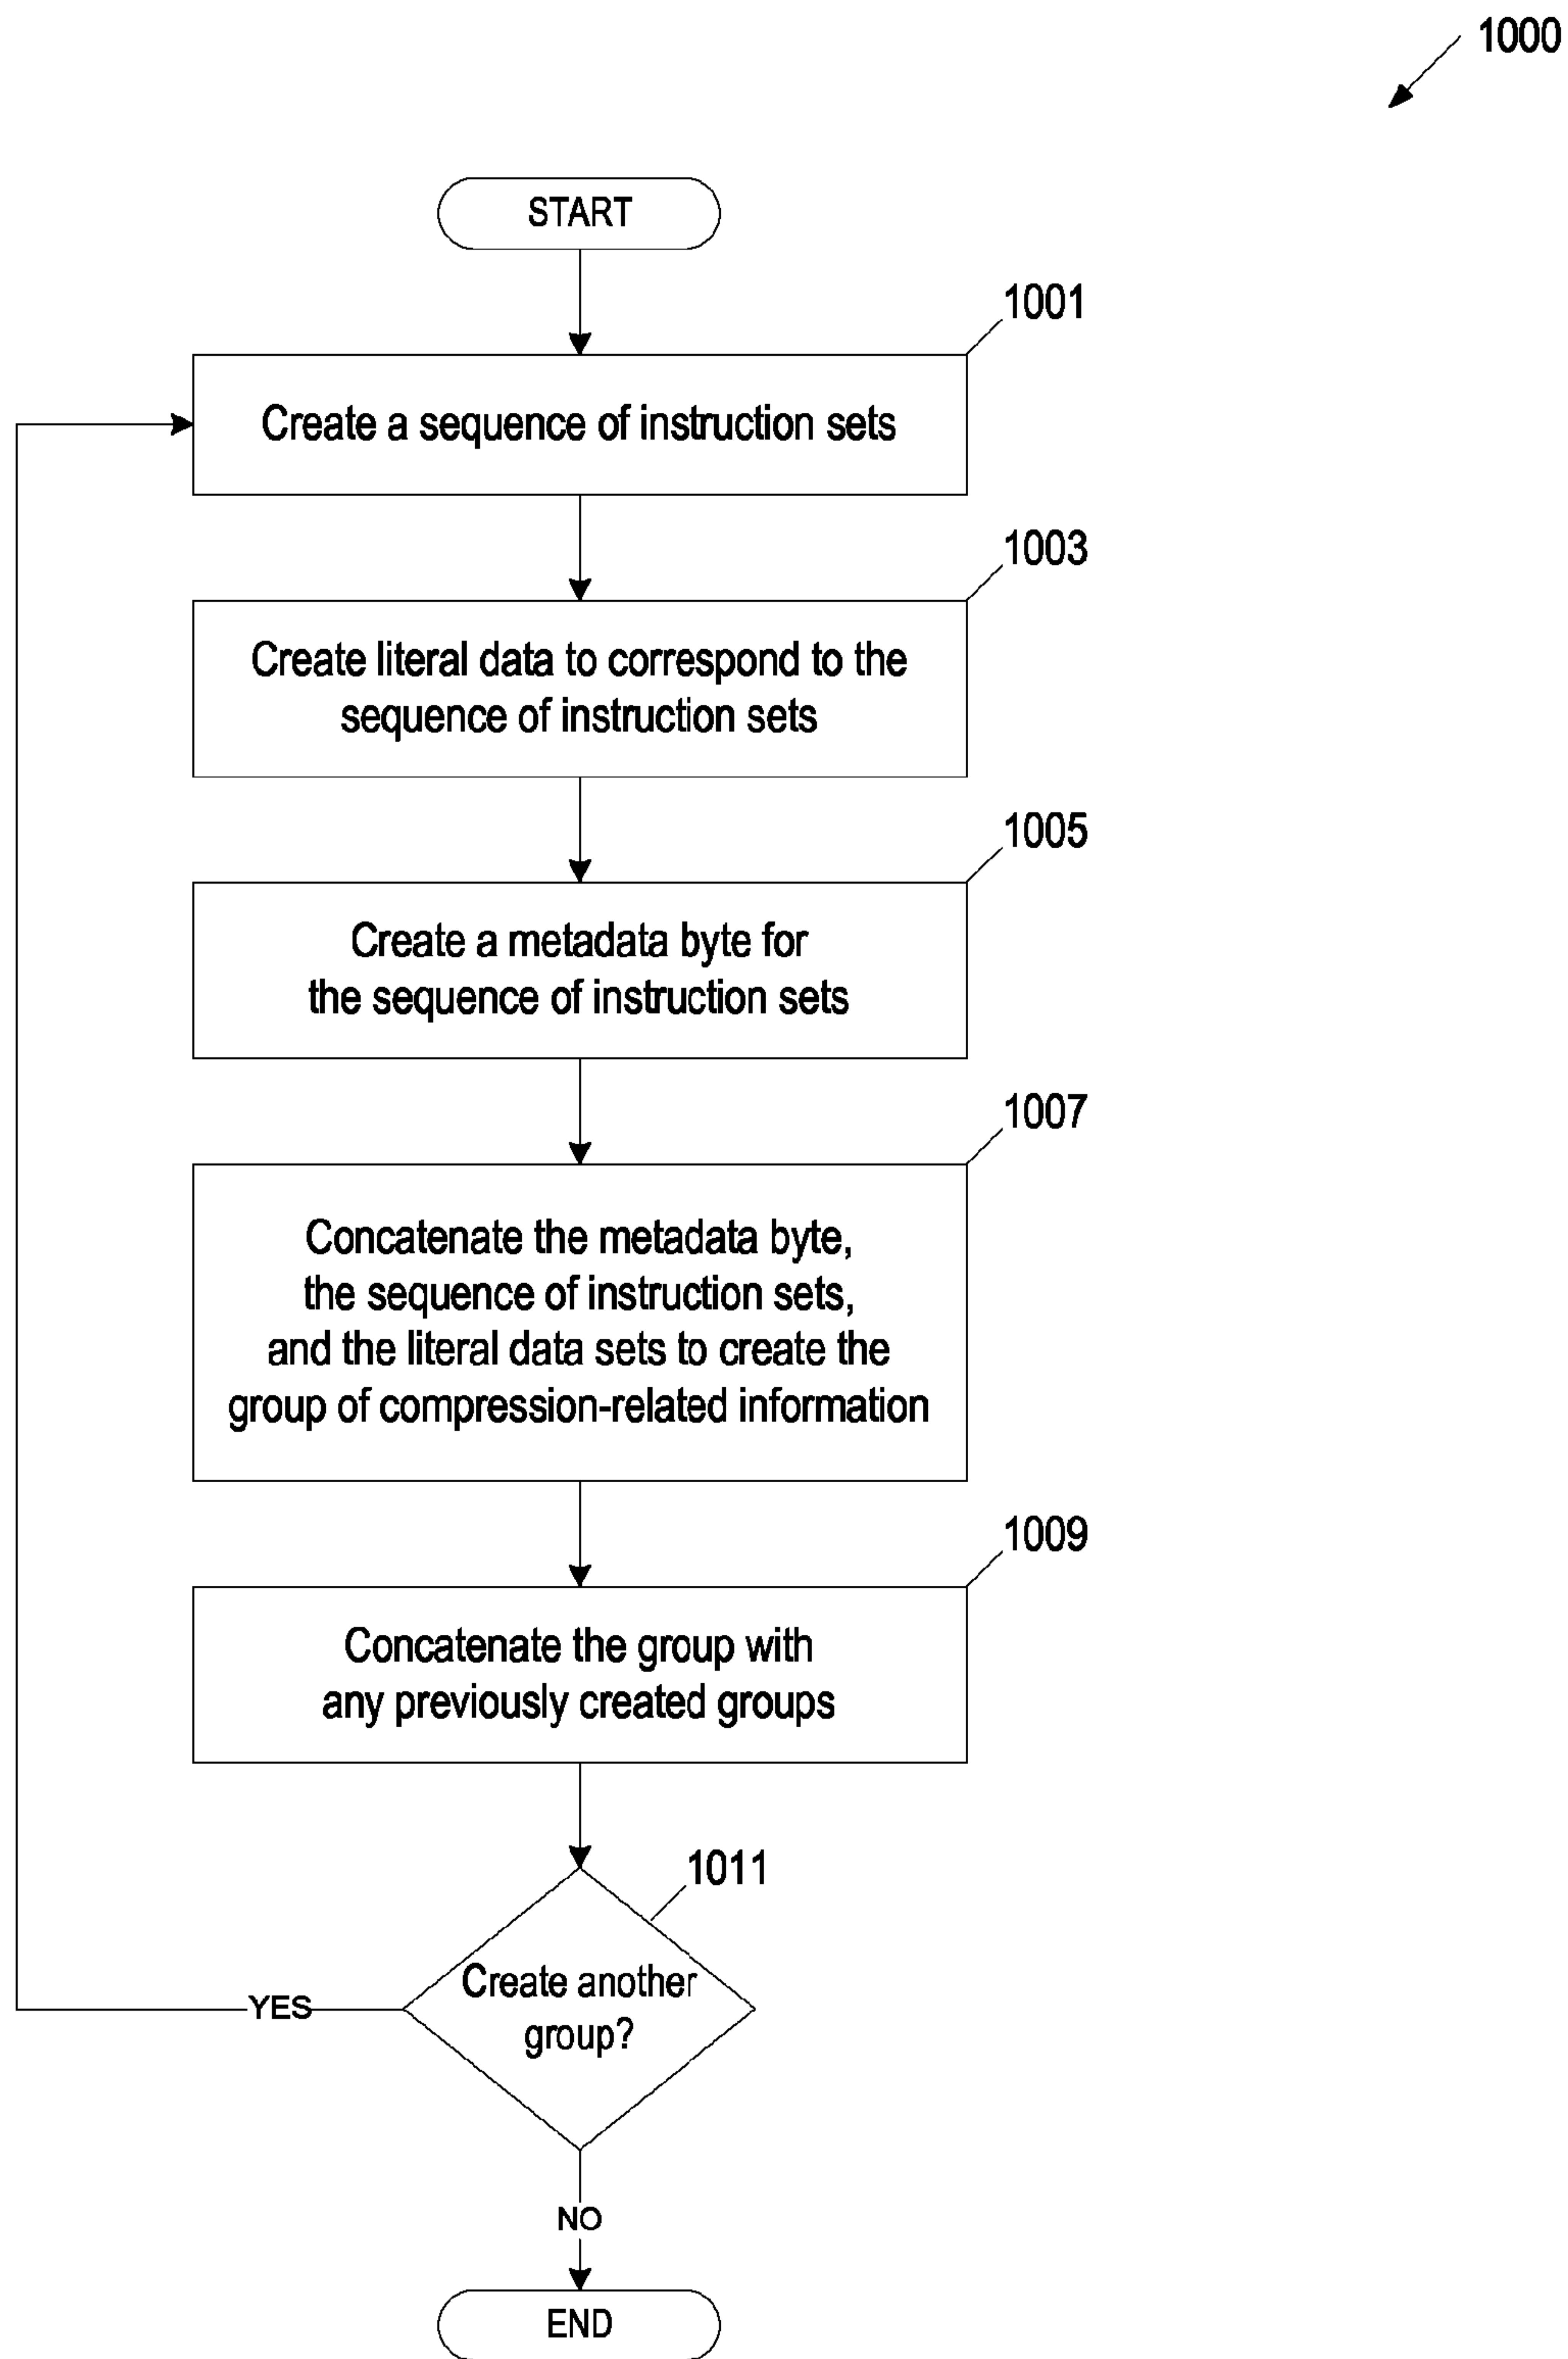 1000
START
1001
Create a sequence of instruction sets
1003
Create literal data to correspond to the
sequence of instruction sets
1005
Create a metadata byte for
the sequence of instruction sets
1007
Concatenate the metadata byte,
the sequence of instruction sets,
and the literal data sets to create the
group of compression-related information
1009
Concatenate the group with
any previously created groups
1011
Create another
group?
YES
NO
END